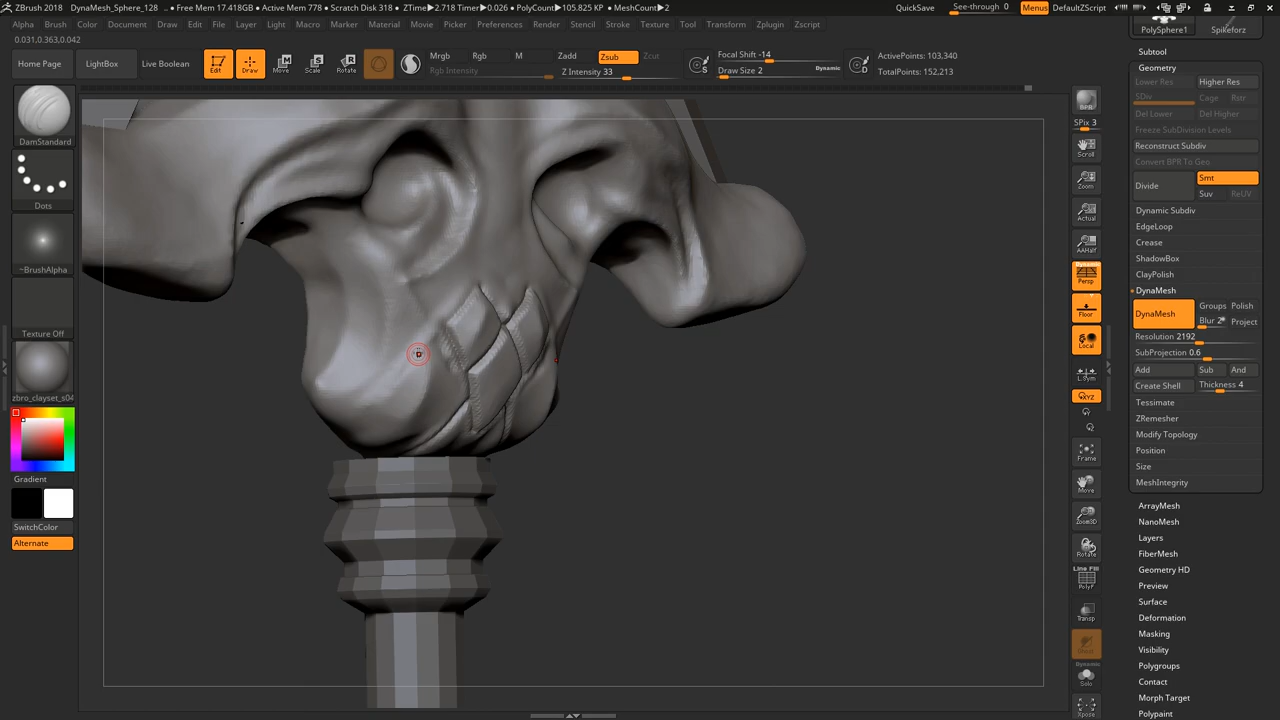 ZBrush 2018 DynaMesh_Sphere_128 .. ● Free Mem 17.418GB ● Active Mem 778 ● Scratch Disk 318 ● ZTime▶2.718 Timer▶0.026 ● PolyCount▶105.825 KP ● MeshCount▶2 QuickSave See-through 0 Menus DefaultZScript
Alpha Brush Color Document Draw Edit File Layer Light Macro Marker Material Movie Picker Preferences Render Stencil Stroke Texture Tool Transform Zplugin Zscript
0.031,0.363,0.042
Home Page LightBox Live Boolean Edit Draw Move Scale Rotate
Mrgb Rgb M Zadd Zsub Zcut
Rgb Intensity Z Intensity 33
Focal Shift -14
Draw Size 2 Dynamic
ActivePoints: 103,340
TotalPoints: 152,213
DamStandard
Dots
~BrushAlpha
Texture Off
zbro_clayset_s04
Gradient
SwitchColor
Alternate
BPR
SPix 3
Scroll
Zoom
Actual
AAHalf
Dynamic
Persp
Floor
Local
L.Sym
XYZ
Frame
Move
Zoom3D
Rotate
Line Fill
PolyF
Transp
Dynamic
Solo
Xpose
PolySphere1 SpikeForz
Subtool
Geometry
Lower Res Higher Res
SDiv Cage Rstr
Del Lower Del Higher
Freeze SubDivision Levels
Reconstruct Subdiv
Convert BPR To Geo
Divide Smt
Suv ReUV
Dynamic Subdiv
EdgeLoop
Crease
ShadowBox
ClayPolish
DynaMesh
DynaMesh Groups Polish
Blur 2 Project
Resolution 2192
SubProjection 0.6
Add Sub And
Create Shell Thickness 4
Tessimate
ZRemesher
Modify Topology
Position
Size
MeshIntegrity
ArrayMesh
NanoMesh
Layers
FiberMesh
Geometry HD
Preview
Surface
Deformation
Masking
Visibility
Polygroups
Contact
Morph Target
Polypaint